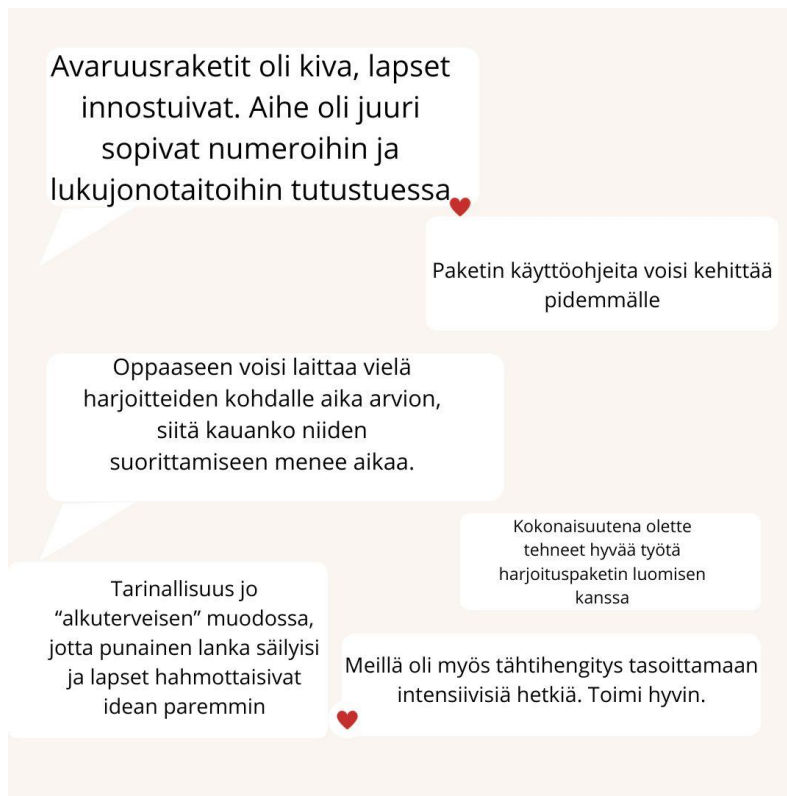 Avaruusraketit oli kiva, lapset
innostuivat. Aihe oli juuri
sopivat numeroihin ja
lukujonotaitoihin tutustuessa
Paketin käyttöohjeita voisi kehittää
pidemmälle
Oppaaseen voisi laittaa vielä
harjoitteiden kohdalle aika arvion,
siitä kauanko niiden
suorittamiseen menee aikaa.
Kokonaisuutena olette
tehneet hyvää työtä
harjoituspaketin luomisen
kanssa
Tarinallisuus jo
“alkuterveisen” muodossa,
jotta punainen lanka säilyisi
ja lapset hahmottaisivat
idean paremmin
Meillä oli myös tähtihengitys tasoittamaan
intensiivisiä hetkiä. Toimi hyvin.